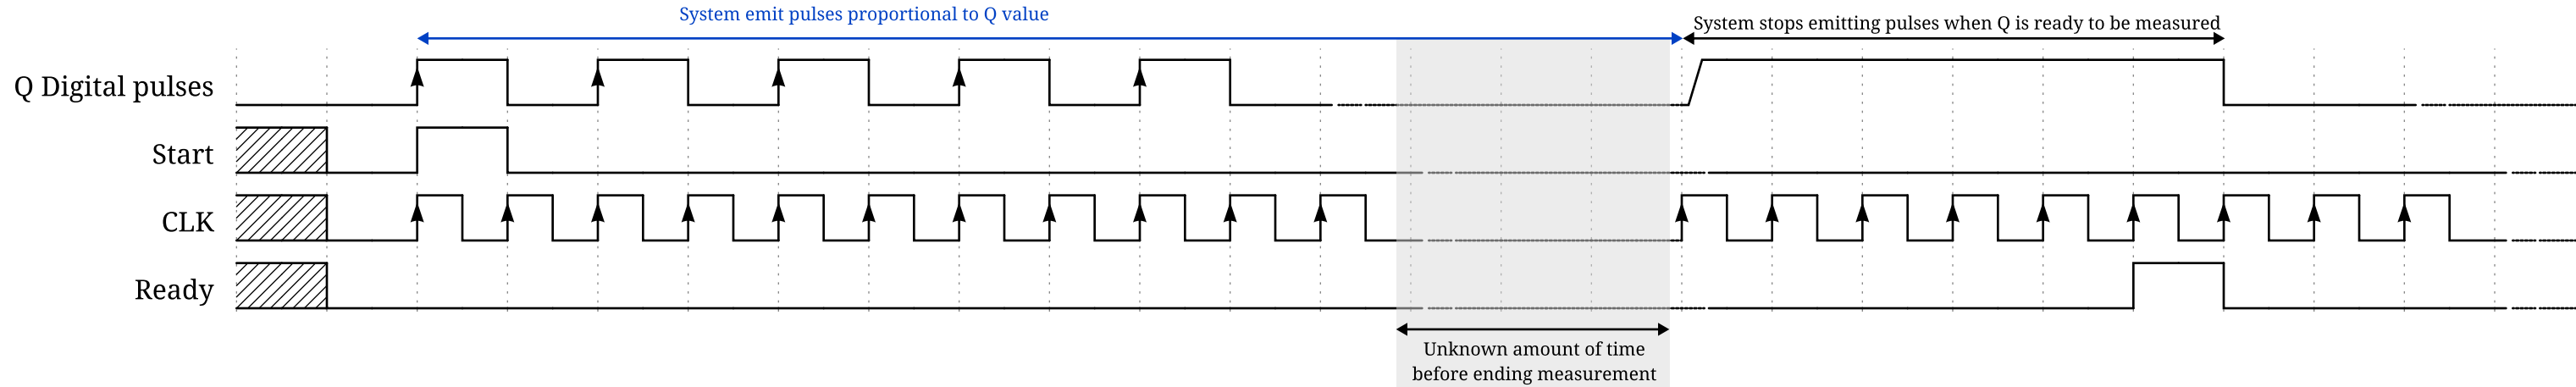 System emit pulses proportional to Q value
System stops emitting pulses when Q is ready to be measured
Q Digital pulses
Start
CLK
Ready
Unknown amount of time
before ending measurement